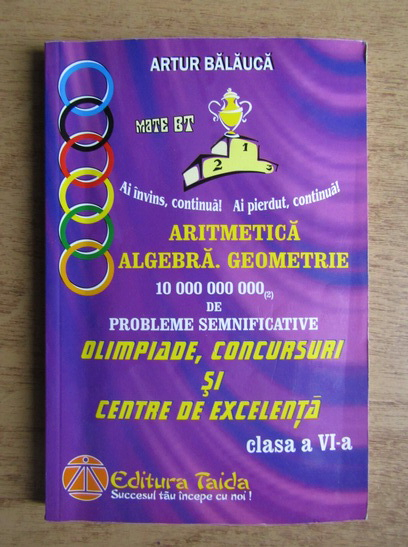 ARTUR BĂLĂUCĂ
MATE BT
1
2
3
Ai învins, continuă! Ai pierdut, continuă!
ARITMETICĂ
ALGEBRĂ. GEOMETRIE
10 000 000 000(2)
DE
PROBLEME SEMNIFICATIVE
OLIMPIADE, CONCURSURI
ŞI
CENTRE DE EXCELENŢĂ
clasa a VI-a
Editura Taida
Succesul tău începe cu noi !